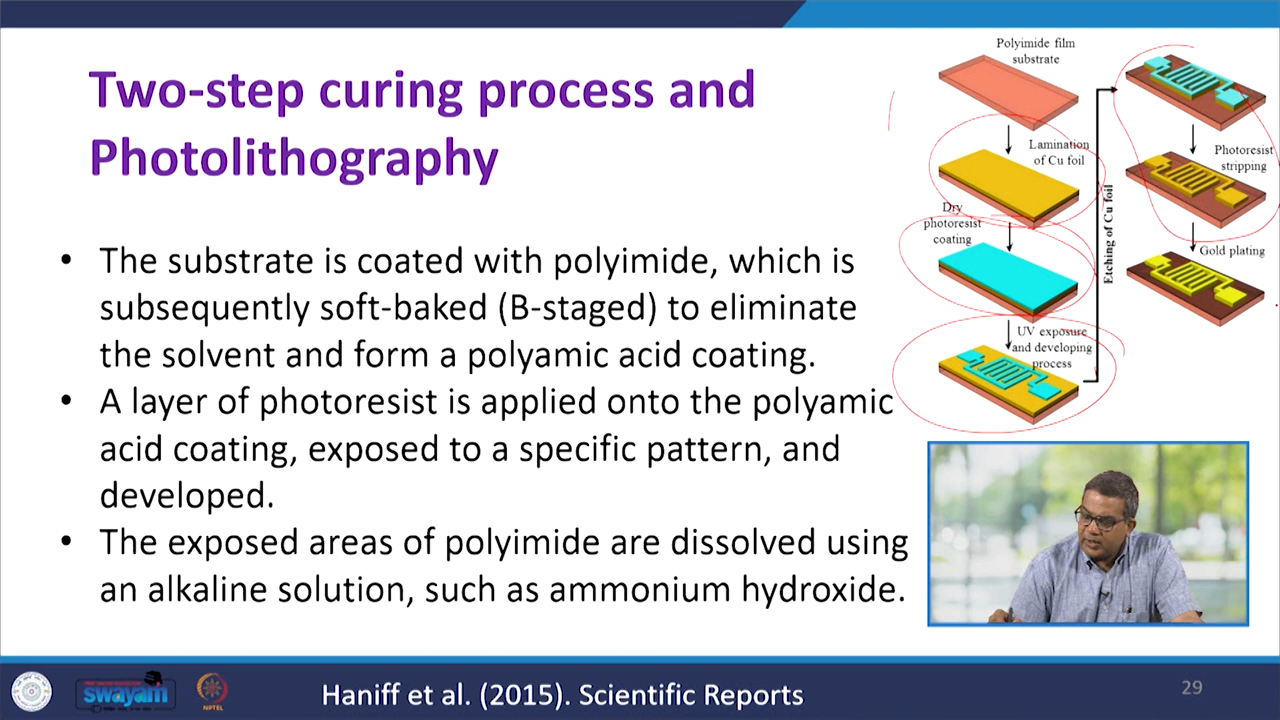 Two-step curing process and
Photolithography
• The substrate is coated with polyimide, which is
subsequently soft-baked (B-staged) to eliminate
the solvent and form a polyamic acid coating.
• A layer of photoresist is applied onto the polyamic
acid coating, exposed to a specific pattern, and
developed.
• The exposed areas of polyimide are dissolved using
an alkaline solution, such as ammonium hydroxide.
Polyimide film
substrate
Lamination
of Cu foil
Dry
photoresist
coating
UV exposure
and developing
process
Etching of Cu foil
Photoresist
stripping
Gold plating
swayam
NPTEL
Haniff et al. (2015). Scientific Reports
29